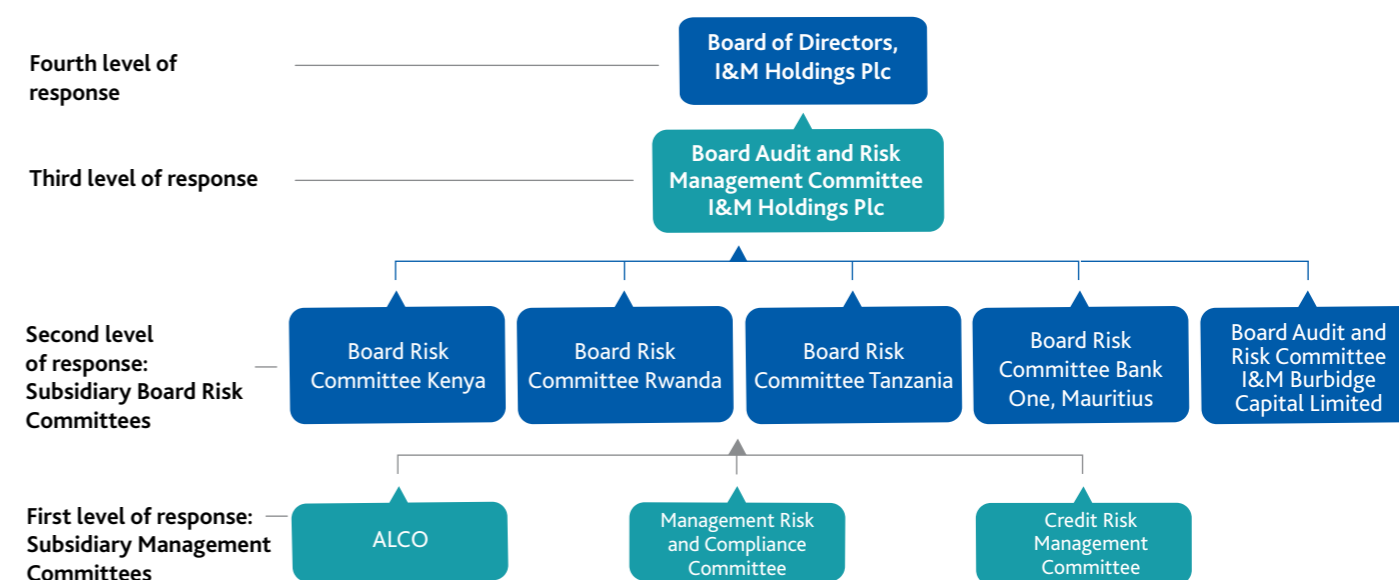 Fourth level of
response
Board of Directors,
I&M Holdings Plc
Third level of response
Board Audit and Risk
Management Committee
I&M Holdings Plc
Second level
of response:
Subsidiary Board Risk
Committees
Board Risk
Committee Kenya
Board Risk
Committee Rwanda
Board Risk
Committee Tanzania
Board Risk
Committee Bank
One, Mauritius
Board Audit and
Risk Committee
I&M Burbidge
Capital Limited
First level of response:
Subsidiary Management
Committees
ALCO
Management Risk
and Compliance
Committee
Credit Risk
Management
Committee